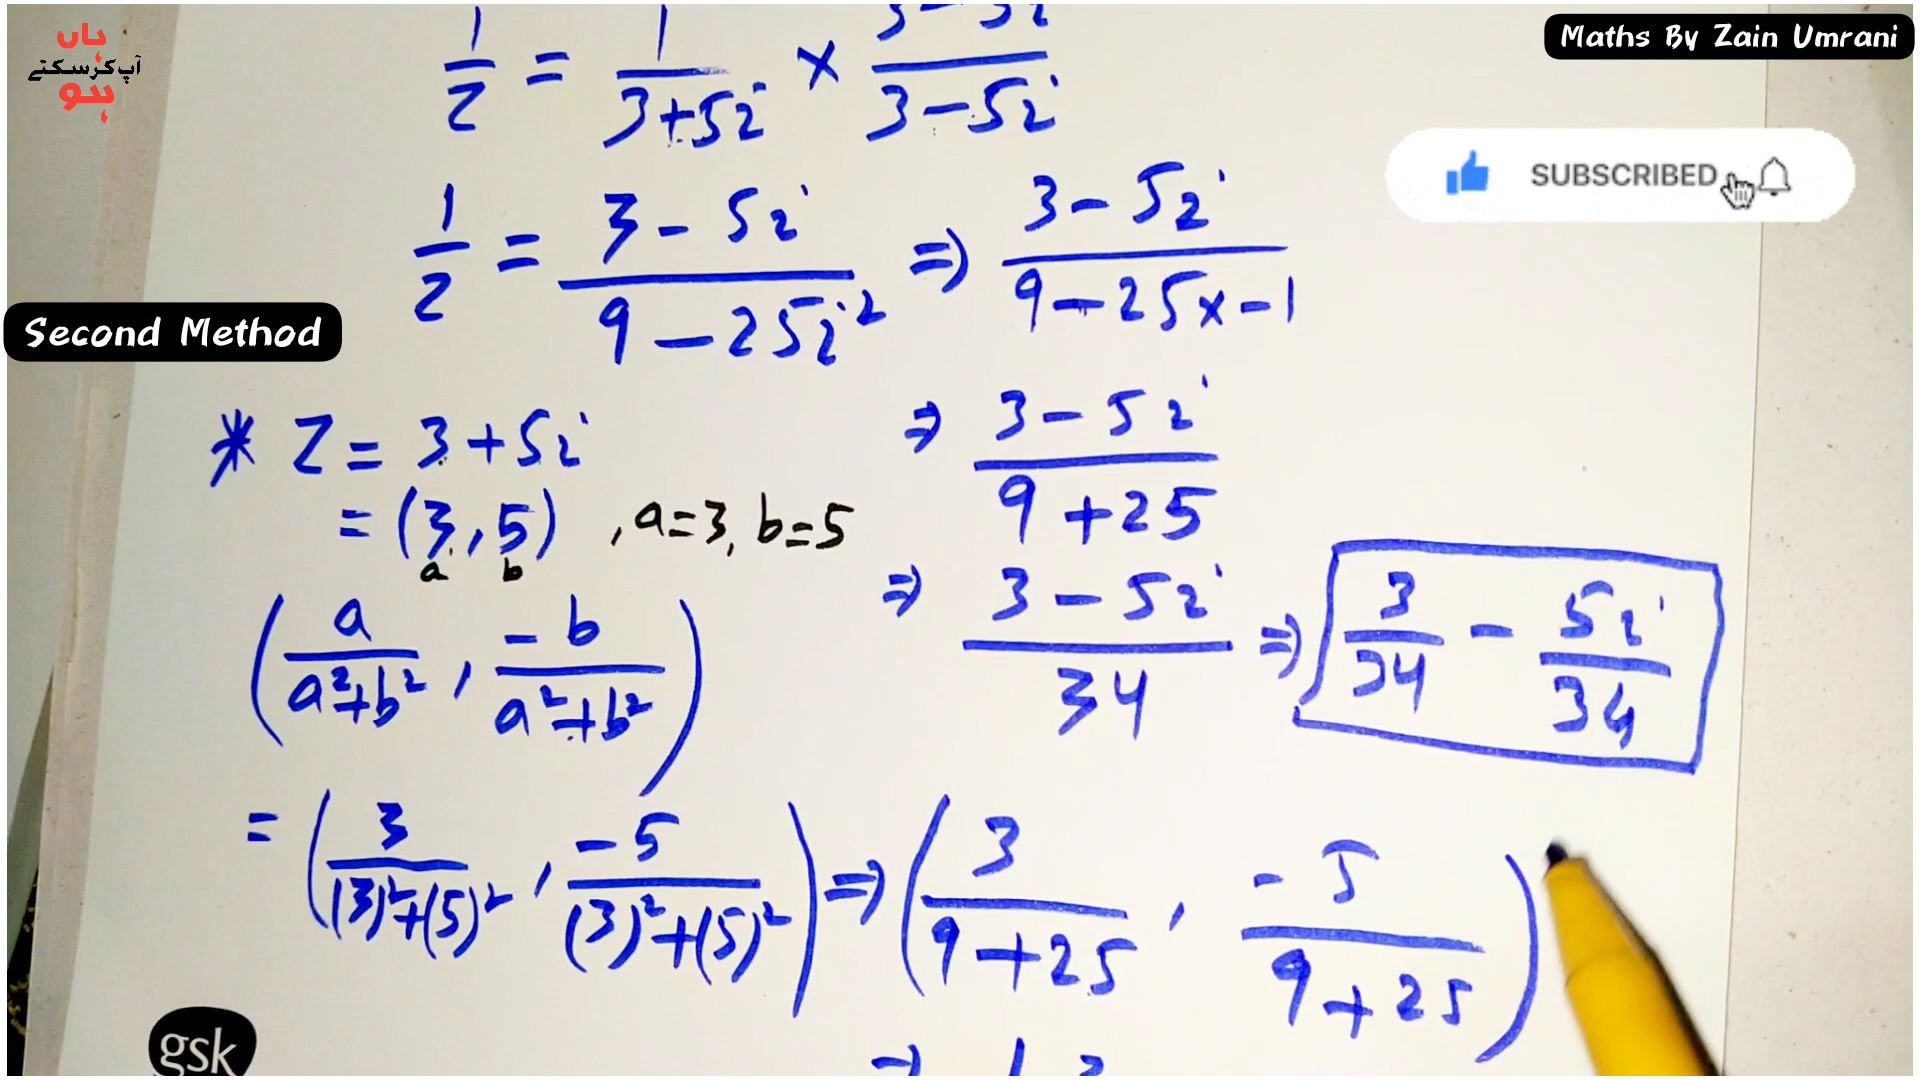 ہاں
آپ کرسکتے
ہو
Maths By Zain Umrani
SUBSCRIBED
1/z = 1/(3+5i) × (3-5i)/(3-5i)
1/z = (3-5i)/(9-25i²) ⇒ (3-5i)/(9-25x-1)
Second Method
⇒ (3-5i)/(9+25)
⇒ (3-5i)/34 ⇒ 3/34 - 5i/34
* Z = 3+5i
= (3, 5) , a=3, b=5
a b
(a/(a²+b²) , -b/(a²+b²))
= (3/((3)²+(5)²) , -5/((3)²+(5)²)) ⇒ (3/(9+25) , -5/(9+25))
gsk